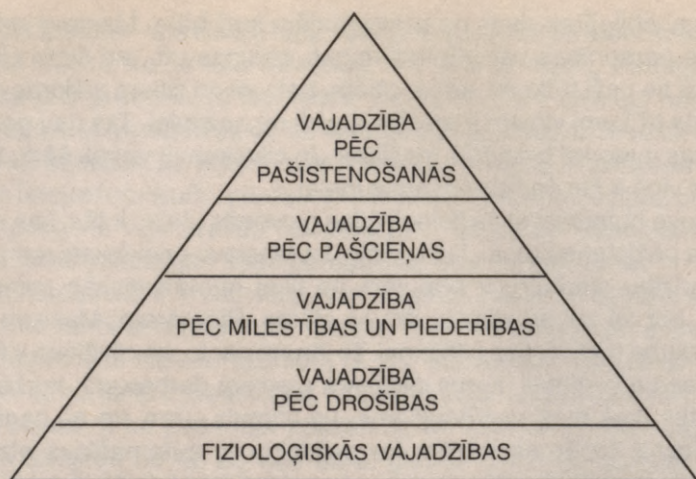 VAJADZĪBA
PĒC
PAŠĪSTENOŠANĀS
VAJADZĪBA
PĒC PAŠCIEŅAS
VAJADZĪBA
PĒC MĪLESTĪBAS UN PIEDERĪBAS
VAJADZĪBA
PĒC DROŠĪBAS
FIZIOLOĢISKĀS VAJADZĪBAS